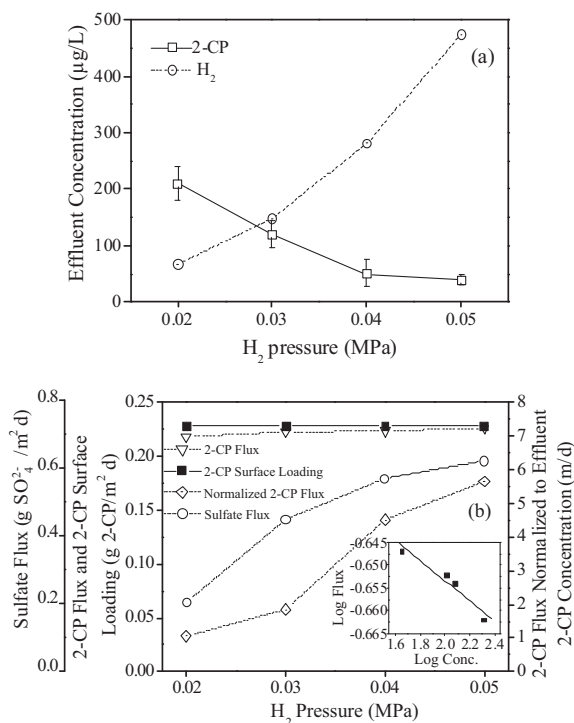 500
400
300
200
100
0
Effluent Concentration (µg/L)
2-CP
H₂
(a)
0.02 0.03 0.04 0.05
H₂ pressure (MPa)
0.8
0.6
0.4
0.2
0.0
Sulfate Flux (g SO₄²⁻ /m² d)
0.25
0.20
0.15
0.10
0.05
0.00
2-CP Flux and 2-CP Surface
Loading (g 2-CP/m² d)
2-CP Flux
2-CP Surface Loading
Normalized 2-CP Flux
Sulfate Flux
(b)
-0.645
-0.650
-0.655
-0.660
-0.665
Log Flux
1.6 2.0 2.4
Log Conc.
8
7
6
5
4
3
2
1
0
2-CP Flux Normalized to Effluent
2-CP Concentration (m/d)
0.02 0.03 0.04 0.05
H₂ Pressure (MPa)